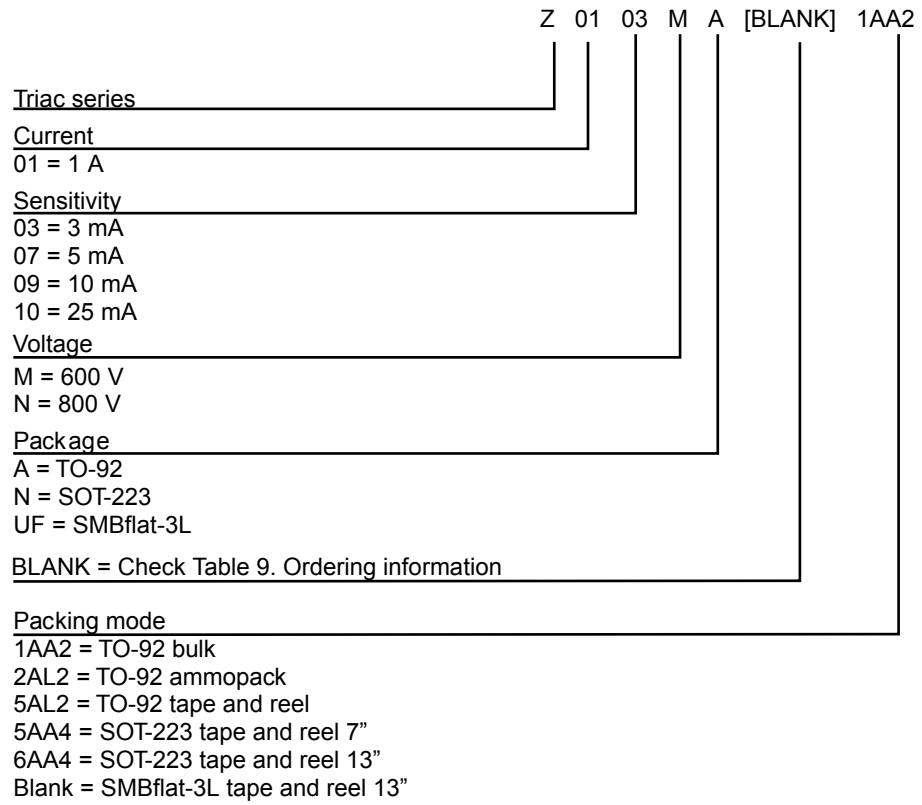 Z 01 03 M A [BLANK] 1AA2
Triac series
Current
01 = 1 A
Sensitivity
03 = 3 mA
07 = 5 mA
09 = 10 mA
10 = 25 mA
Voltage
M = 600 V
N = 800 V
Package
A = TO-92
N = SOT-223
UF = SMBflat-3L
BLANK = Check Table 9. Ordering information
Packing mode
1AA2 = TO-92 bulk
2AL2 = TO-92 ammopack
5AL2 = TO-92 tape and reel
5AA4 = SOT-223 tape and reel 7”
6AA4 = SOT-223 tape and reel 13”
Blank = SMBflat-3L tape and reel 13”